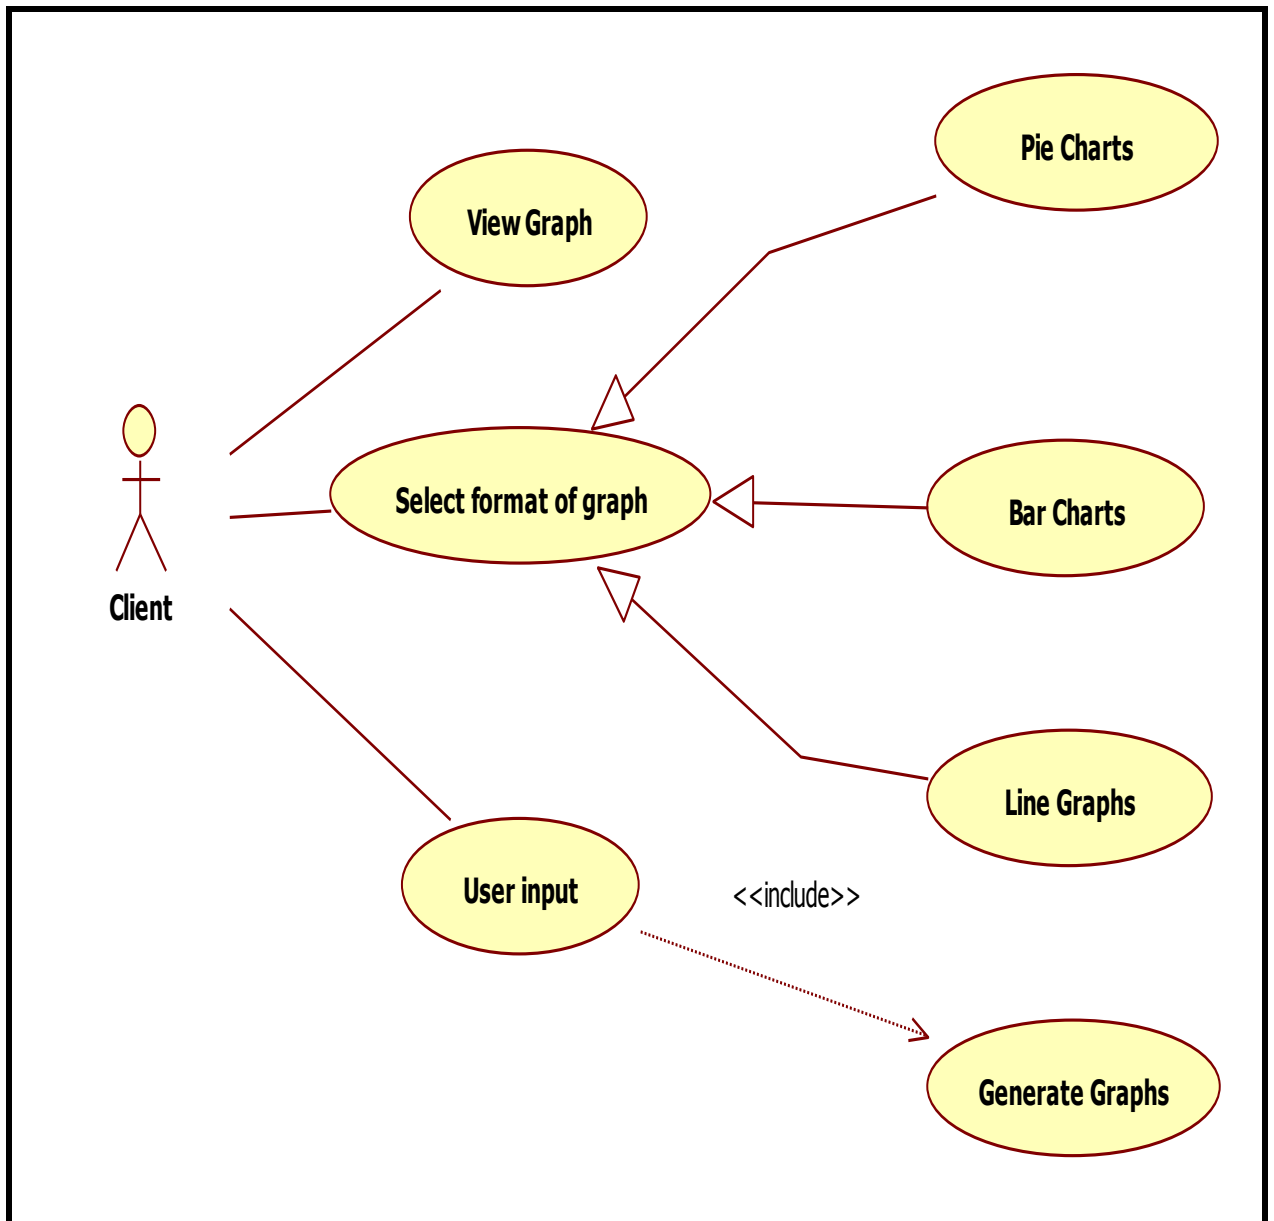 Pie Charts
View Graph
Select format of graph
Bar Charts
Client
Line Graphs
User input
<<include>>
Generate Graphs